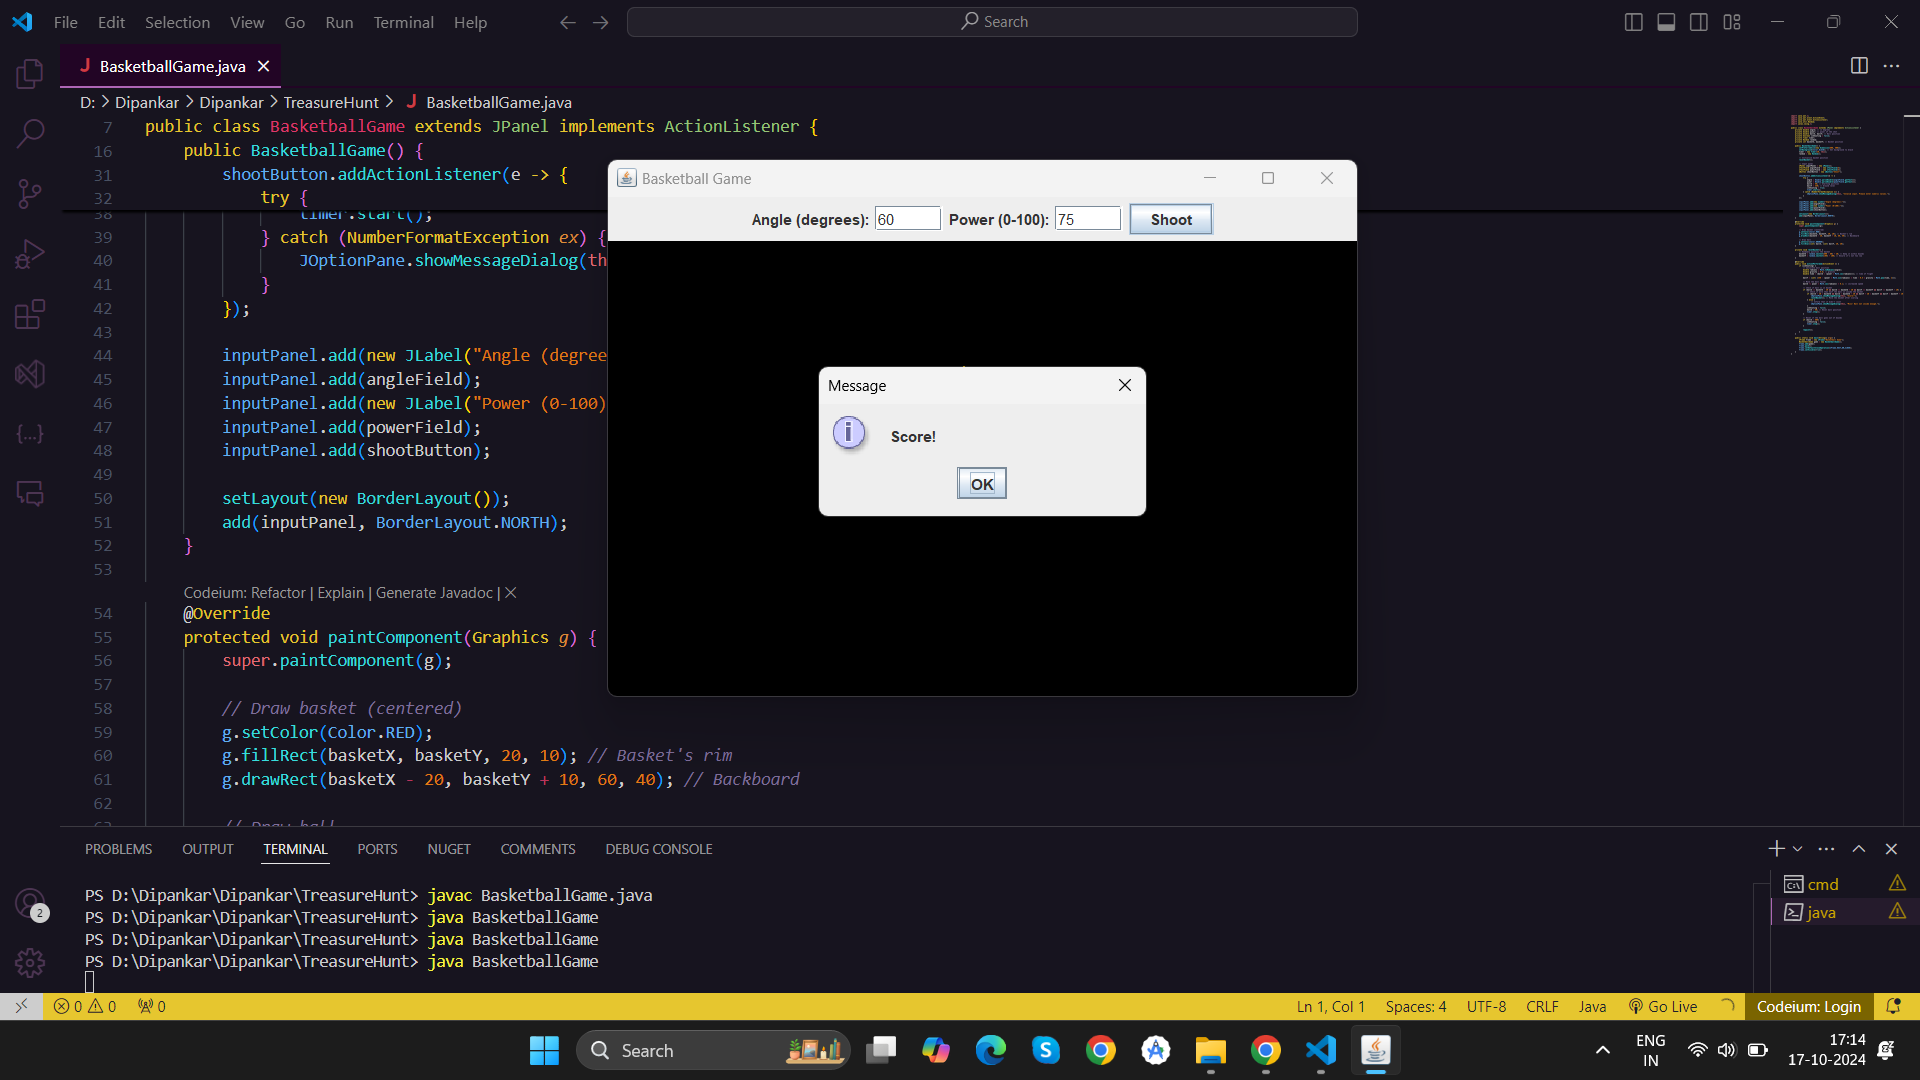 File Edit Selection View Go Run Terminal Help
Search
BasketballGame.java
D: > Dipankar > Dipankar > TreasureHunt > BasketballGame.java
7 public class BasketballGame extends JPanel implements ActionListener {
16 public BasketballGame() {
31 shootButton.addActionListener(e -> {
32 try {
38 timer.start();
39 } catch (NumberFormatException ex) {
40 JOptionPane.showMessageDialog(th
41 }
42 });
43
44 inputPanel.add(new JLabel("Angle (degree
45 inputPanel.add(angleField);
46 inputPanel.add(new JLabel("Power (0-100)
47 inputPanel.add(powerField);
48 inputPanel.add(shootButton);
49
50 setLayout(new BorderLayout());
51 add(inputPanel, BorderLayout.NORTH);
52 }
53
Codeium: Refactor | Explain | Generate Javadoc | X
54 @Override
55 protected void paintComponent(Graphics g) {
56 super.paintComponent(g);
57
58 // Draw basket (centered)
59 g.setColor(Color.RED);
60 g.fillRect(basketX, basketY, 20, 10); // Basket's rim
61 g.drawRect(basketX - 20, basketY + 10, 60, 40); // Backboard
62
63 // Draw ball
Basketball Game
Angle (degrees): 60 Power (0-100): 75 Shoot
Message
Score!
OK
PROBLEMS OUTPUT TERMINAL PORTS NUGET COMMENTS DEBUG CONSOLE
PS D:\Dipankar\Dipankar\TreasureHunt> javac BasketballGame.java
PS D:\Dipankar\Dipankar\TreasureHunt> java BasketballGame
PS D:\Dipankar\Dipankar\TreasureHunt> java BasketballGame
PS D:\Dipankar\Dipankar\TreasureHunt> java BasketballGame
cmd
java
2
0 0 0
Ln 1, Col 1 Spaces: 4 UTF-8 CRLF Java Go Live Codeium: Login
Search
ENG
IN
17:14
17-10-2024